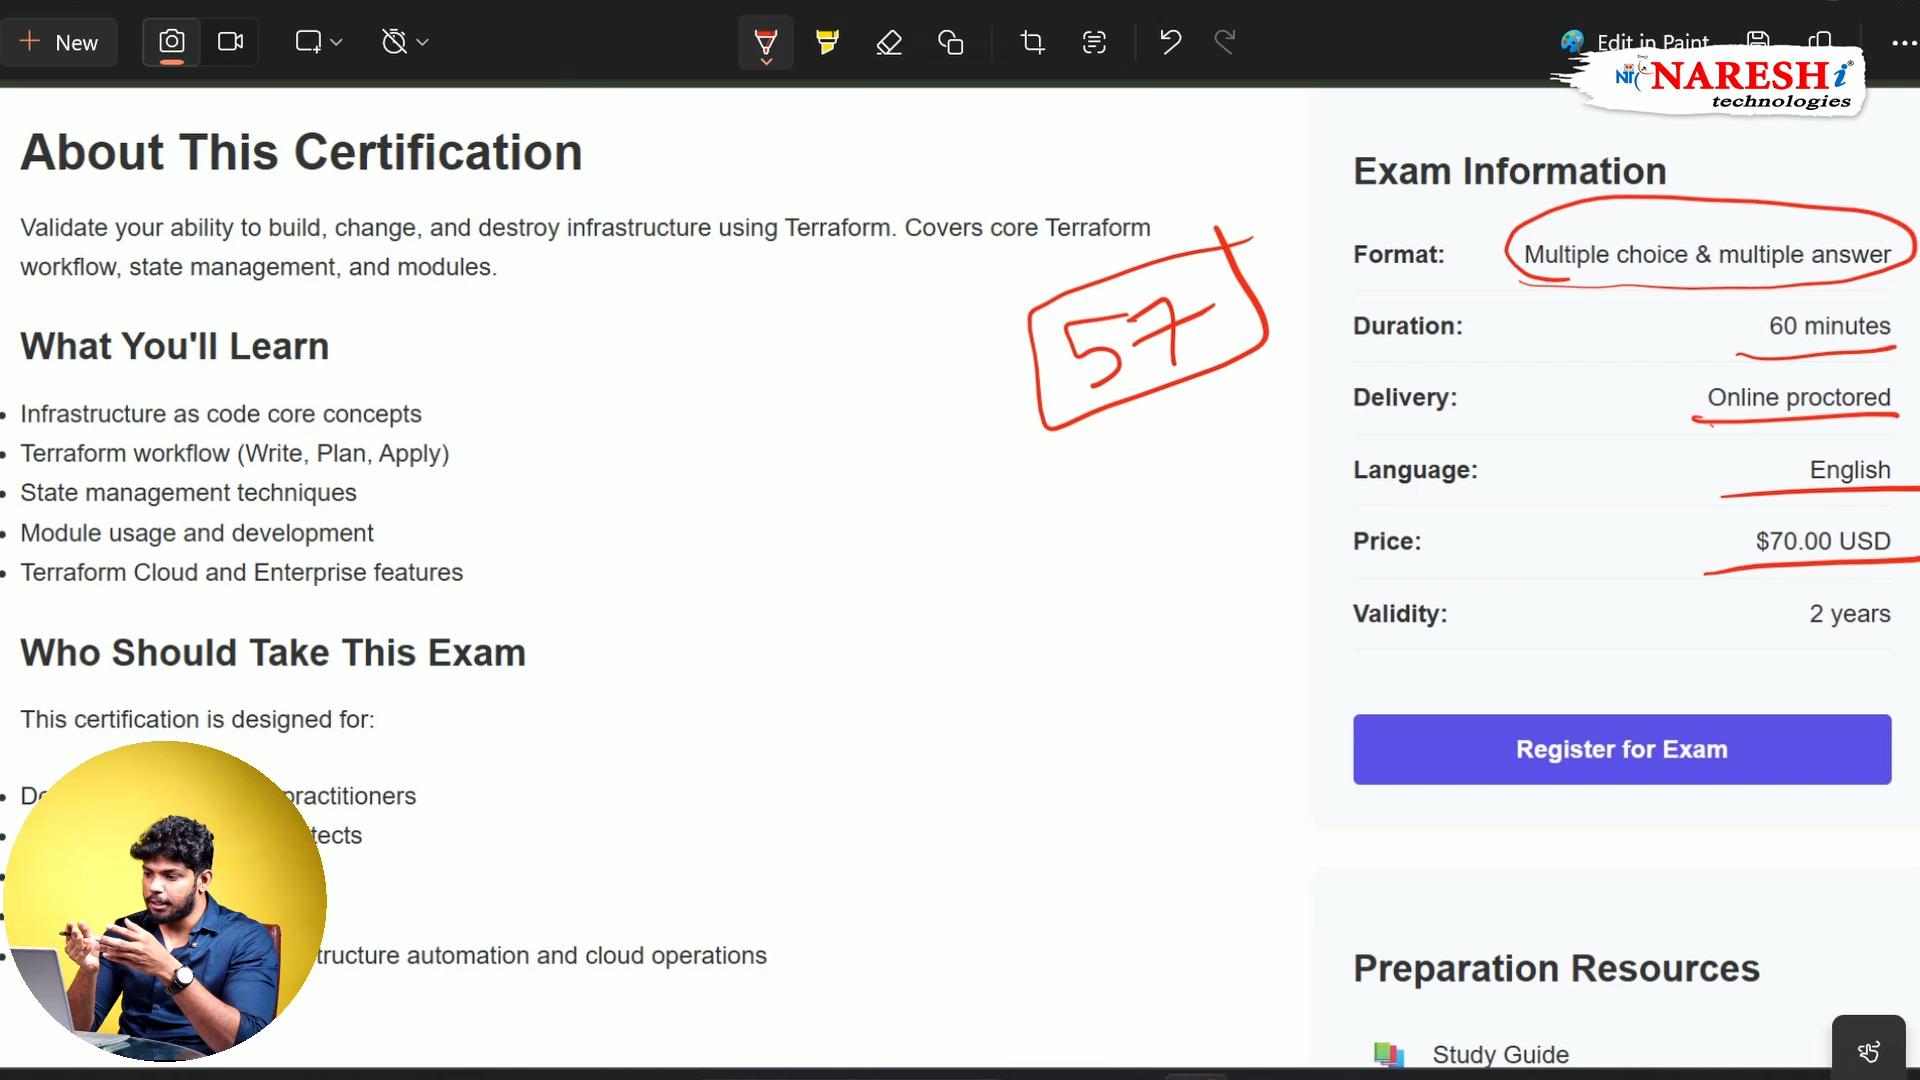 New
Edit in Paint
NT
NARESH i
technologies
About This Certification
Validate your ability to build, change, and destroy infrastructure using Terraform. Covers core Terraform
workflow, state management, and modules.
57
What You'll Learn
Infrastructure as code core concepts
Terraform workflow (Write, Plan, Apply)
State management techniques
Module usage and development
Terraform Cloud and Enterprise features
Who Should Take This Exam
This certification is designed for:
practitioners
tects
tructure automation and cloud operations
Exam Information
Format: Multiple choice & multiple answer
Duration: 60 minutes
Delivery: Online proctored
Language: English
Price: $70.00 USD
Validity: 2 years
Register for Exam
Preparation Resources
Study Guide